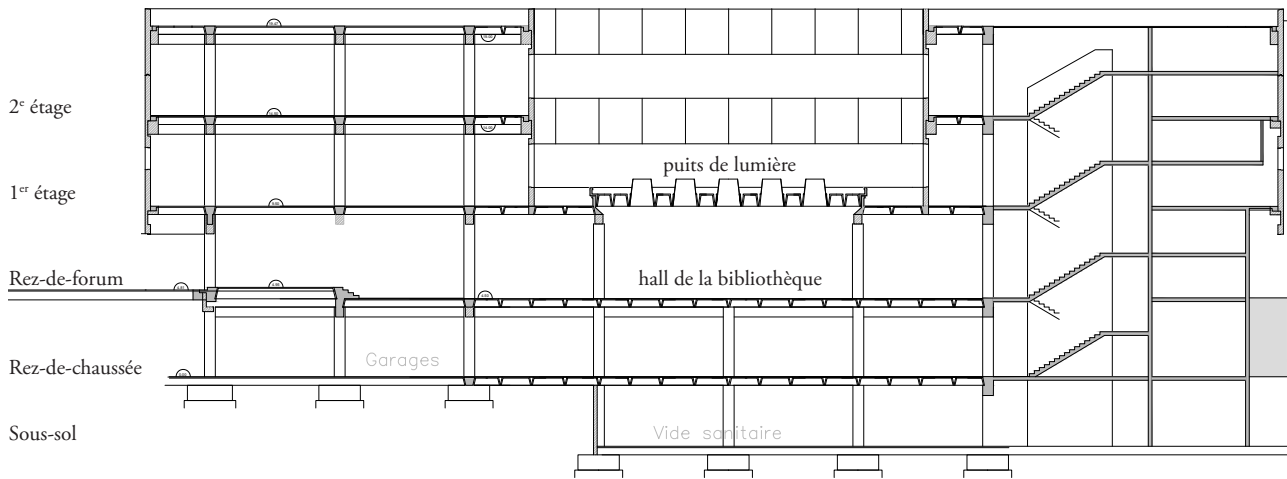 2e étage
puits de lumière
1er étage
Rez-de-forum
hall de la bibliothèque
Rez-de-chaussée
Garages
Sous-sol
Vide sanitaire